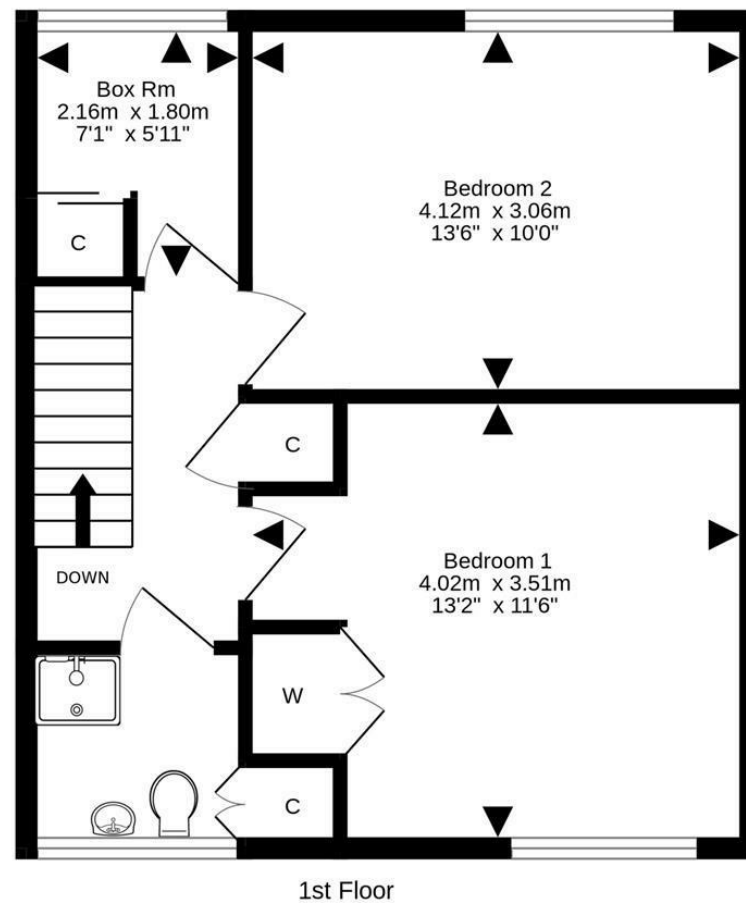 Box Rm
2.16m x 1.80m
7'1" x 5'11"
Bedroom 2
4.12m x 3.06m
13'6" x 10'0"
C
C
Bedroom 1
4.02m x 3.51m
13'2" x 11'6"
DOWN
W
C
1st Floor